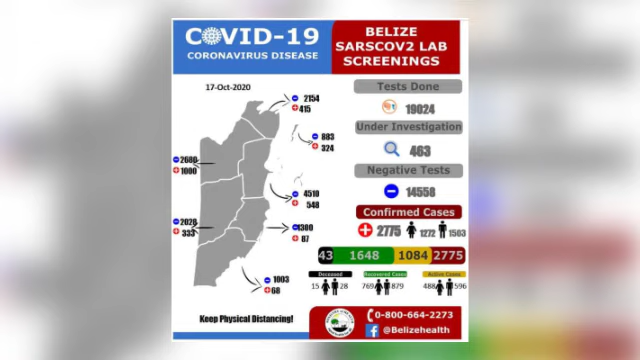 COVID-19
CORONAVIRUS DISEASE
BELIZE
SARSCOV2 LAB
SCREENINGS
17-Oct-2020
2154
415
883
324
2680
1000
4510
548
2028
333
4300
87
1003
68
Tests Done
19024
Under Investigation
463
Negative Tests
14558
Confirmed Cases
2775 1272 1503
43 1648 1084 2775
Deceased Recovered Cases Active Cases
15 28 769 879 488 596
Keep Physical Distancing!
0-800-664-2273
@Belizehealth